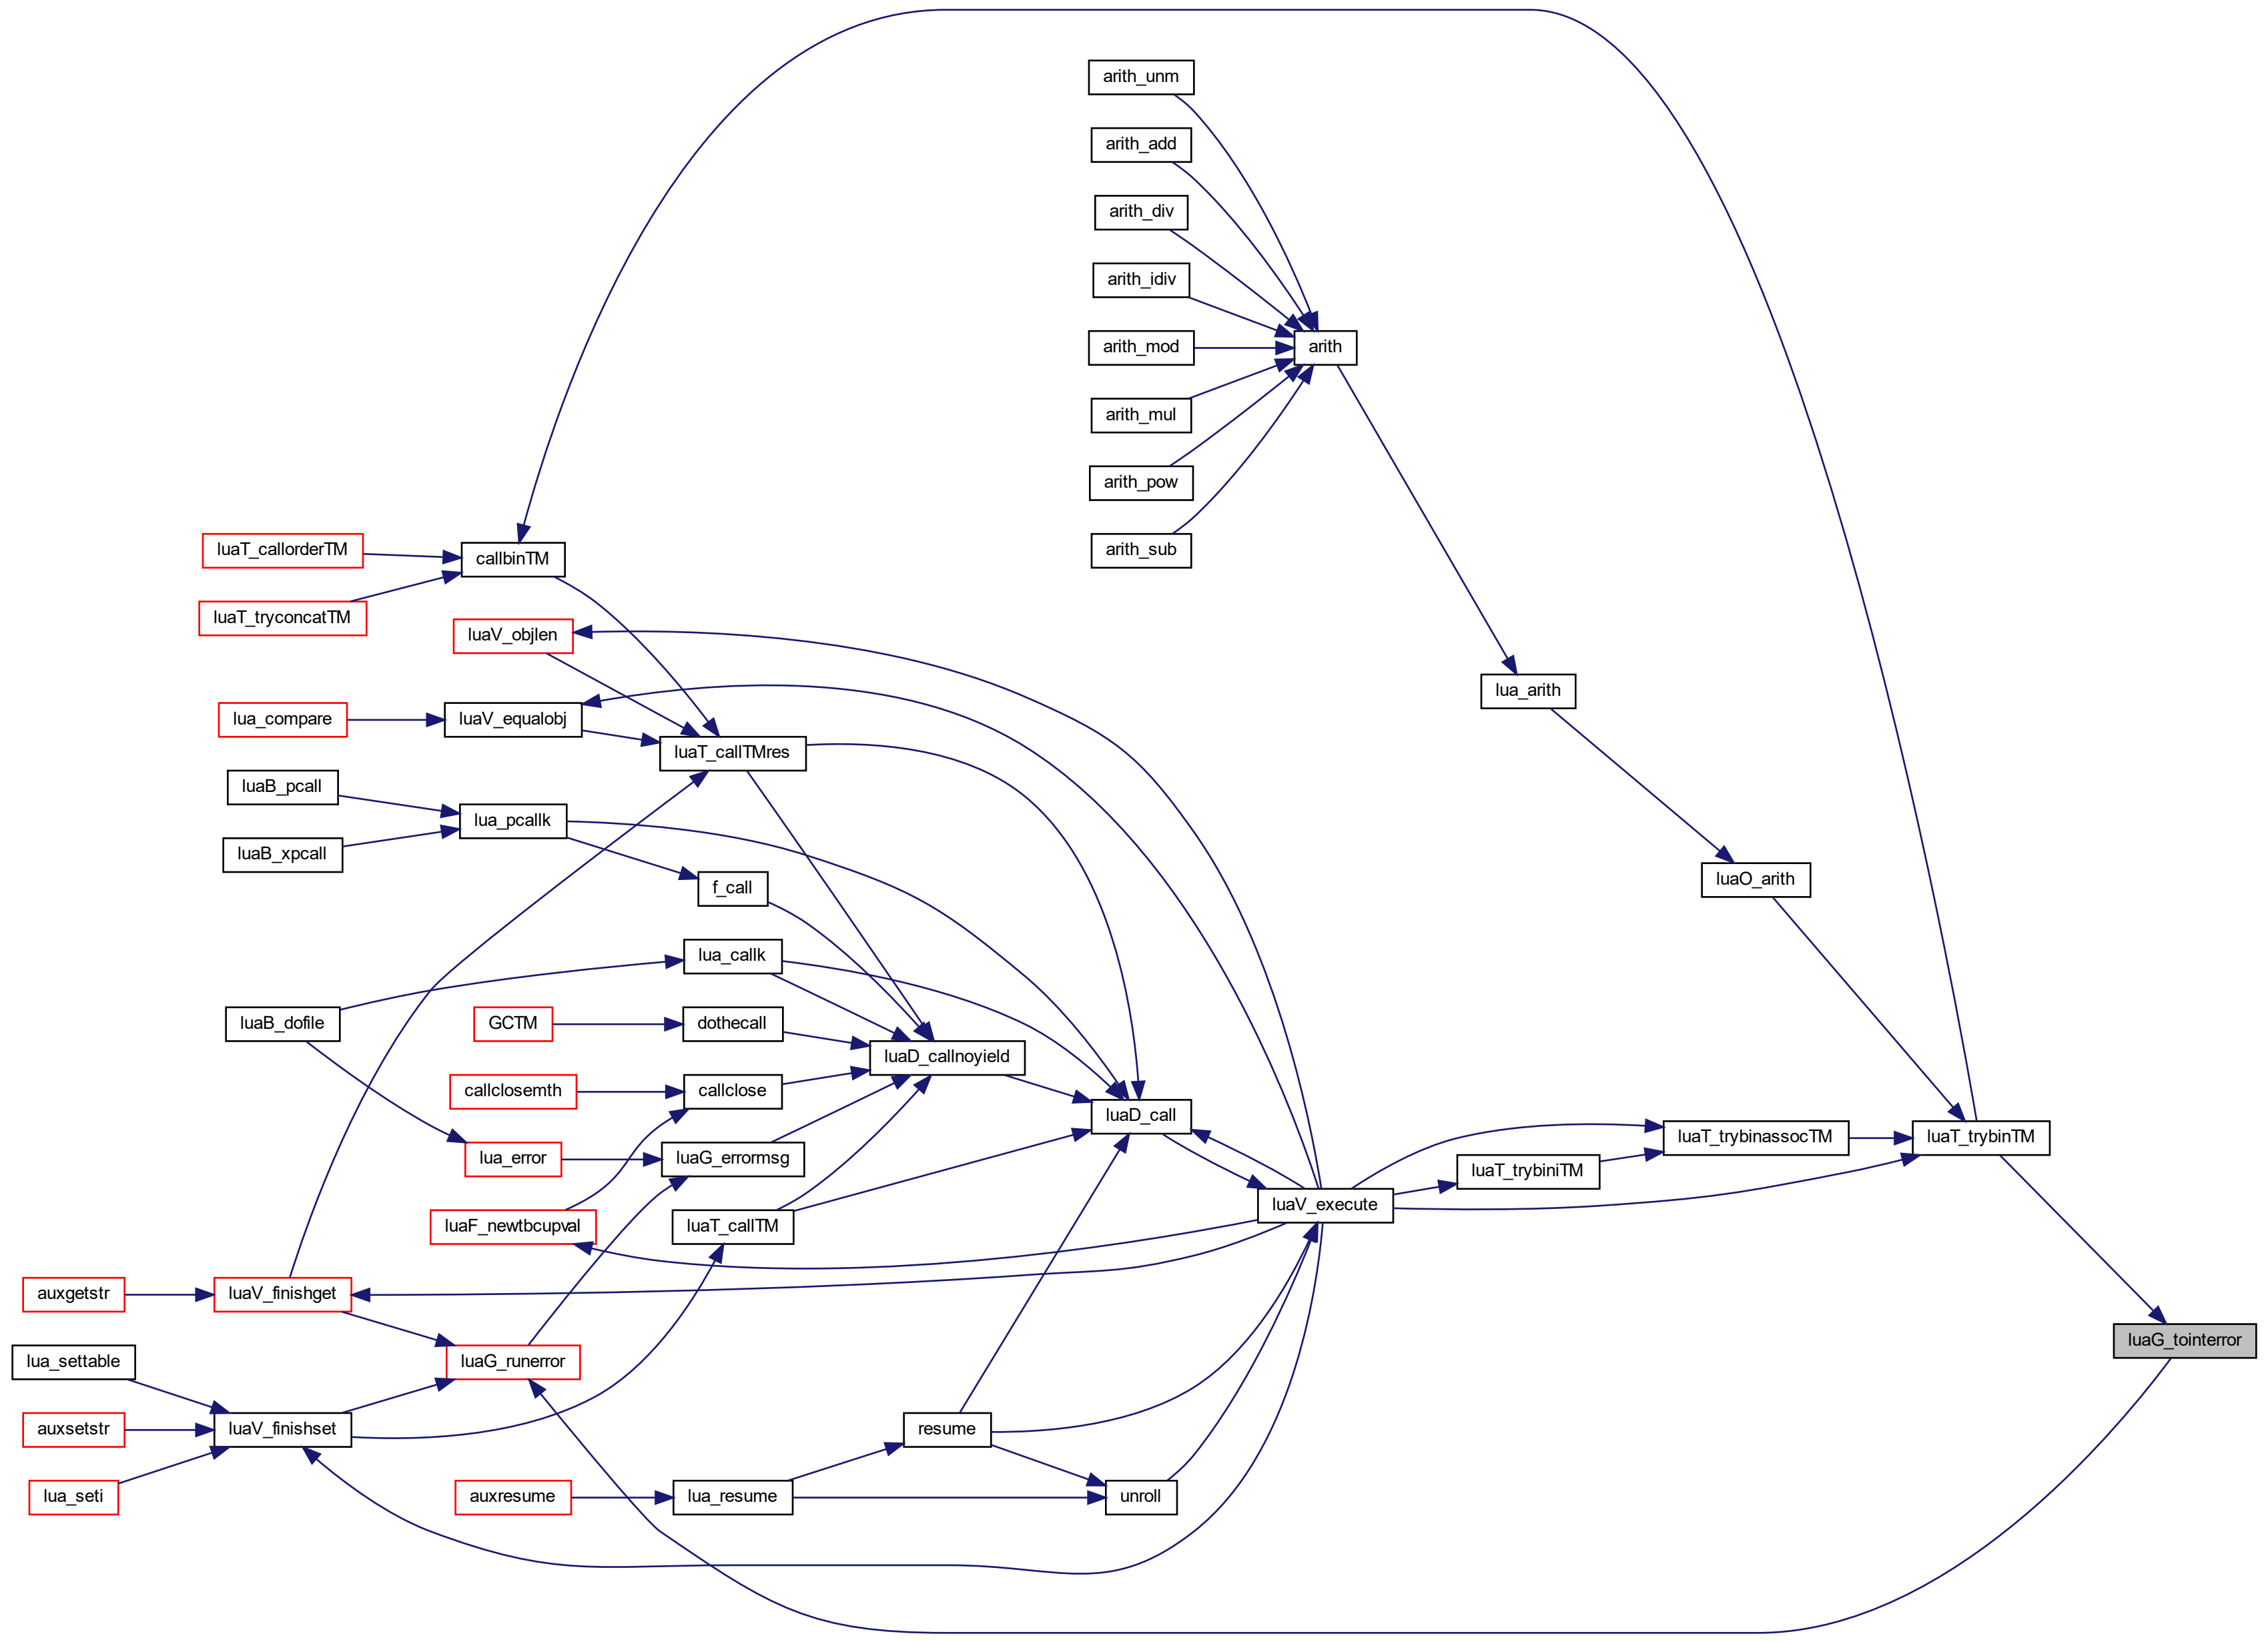 arith_unm
arith_add
arith_div
arith_idiv
arith_mod
arith
arith_mul
arith_pow
arith_sub
luaT_callorderTM
callbinTM
luaT_tryconcatTM
luaV_objlen
lua_arith
lua_compare
luaV_equalobj
luaT_callTMres
luaB_pcall
lua_pcallk
luaB_xpcall
f_call
luaO_arith
lua_callk
luaB_dofile
GCTM
dothecall
luaD_callnoyield
callclosemth
callclose
luaD_call
lua_error
luaG_errormsg
luaT_trybiniTM
luaT_trybinassocTM
luaT_trybinTM
luaF_newtbcupval
luaT_callTM
luaV_execute
auxgetstr
luaV_finishget
luaG_tointerror
lua_settable
luaG_runerror
auxsetstr
luaV_finishset
resume
lua_seti
auxresume
lua_resume
unroll